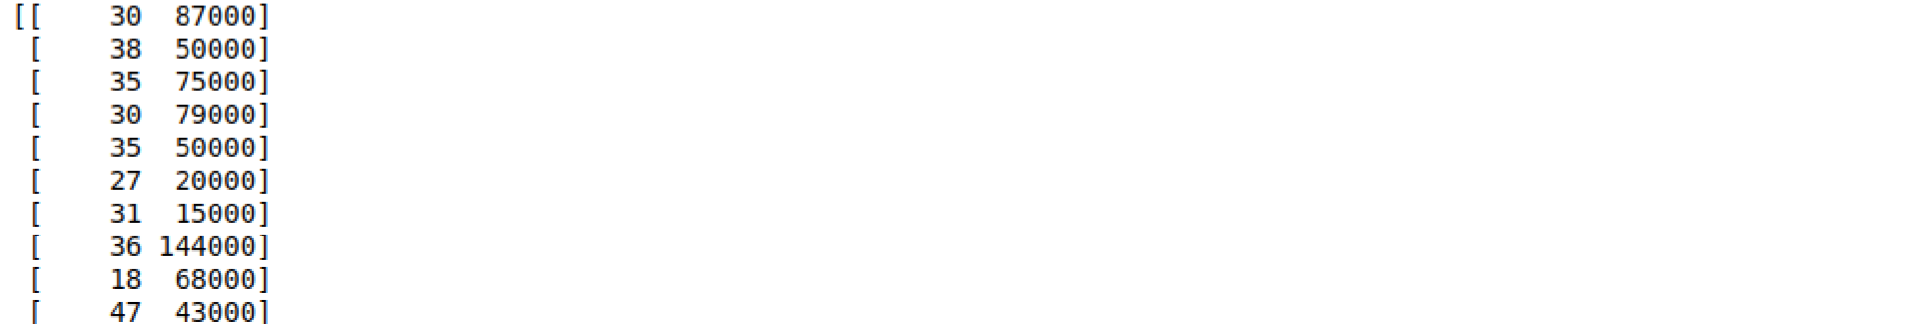 [[    30  87000]
 [    38  50000]
 [    35  75000]
 [    30  79000]
 [    35  50000]
 [    27  20000]
 [    31  15000]
 [    36 144000]
 [    18  68000]
 [    47  43000]